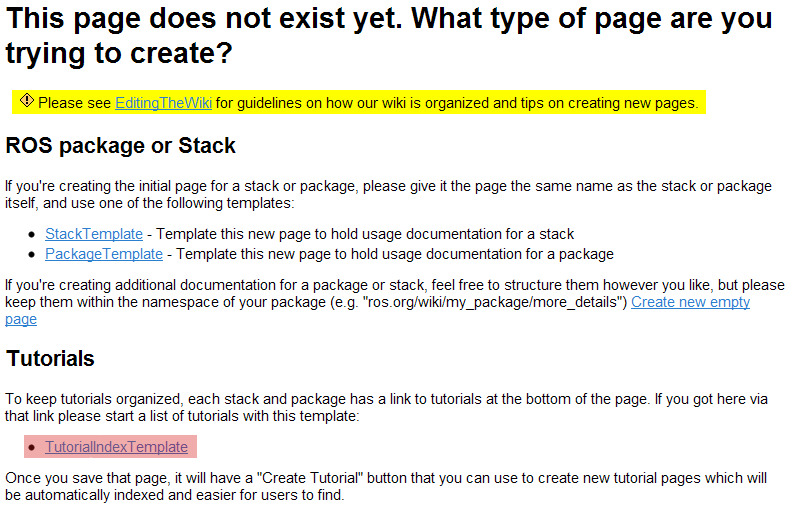 This page does not exist yet. What type of page are you
trying to create?
Please see EditingTheWiki for guidelines on how our wiki is organized and tips on creating new pages.
ROS package or Stack
If you're creating the initial page for a stack or package, please give it the page the same name as the stack or package
itself, and use one of the following templates:
StackTemplate - Template this new page to hold usage documentation for a stack
PackageTemplate - Template this new page to hold usage documentation for a package
If you're creating additional documentation for a package or stack, feel free to structure them however you like, but please
keep them within the namespace of your package (e.g. "ros.org/wiki/my_package/more_details") Create new empty
page
Tutorials
To keep tutorials organized, each stack and package has a link to tutorials at the bottom of the page. If you got here via
that link please start a list of tutorials with this template:
TutorialIndexTemplate
Once you save that page, it will have a "Create Tutorial" button that you can use to create new tutorial pages which will
be automatically indexed and easier for users to find.